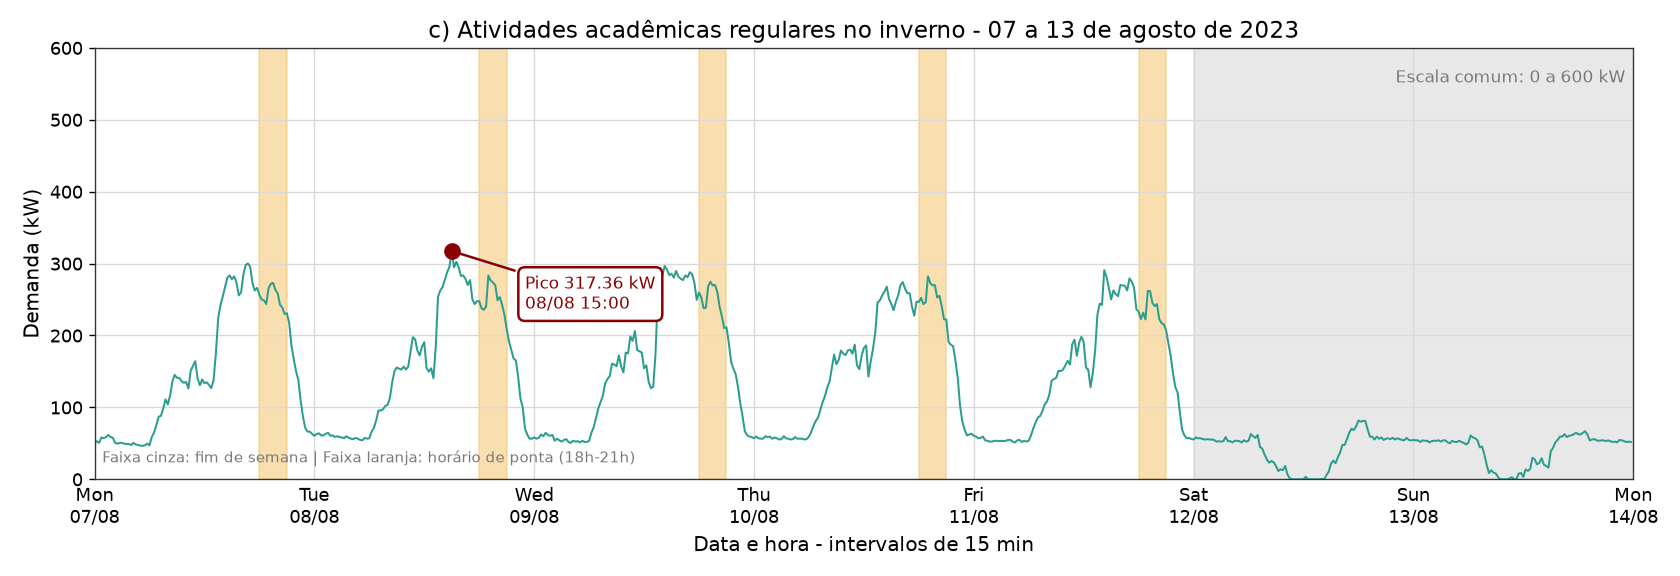 c) Atividades acadêmicas regulares no inverno - 07 a 13 de agosto de 2023
Demanda (kW)
600
500
400
300
200
100
0
Escala comum: 0 a 600 kW
Pico 317.36 kW
08/08 15:00
Faixa cinza: fim de semana | Faixa laranja: horário de ponta (18h-21h)
Mon Tue Wed Thu Fri Sat Sun Mon
07/08 08/08 09/08 10/08 11/08 12/08 13/08 14/08
Data e hora - intervalos de 15 min